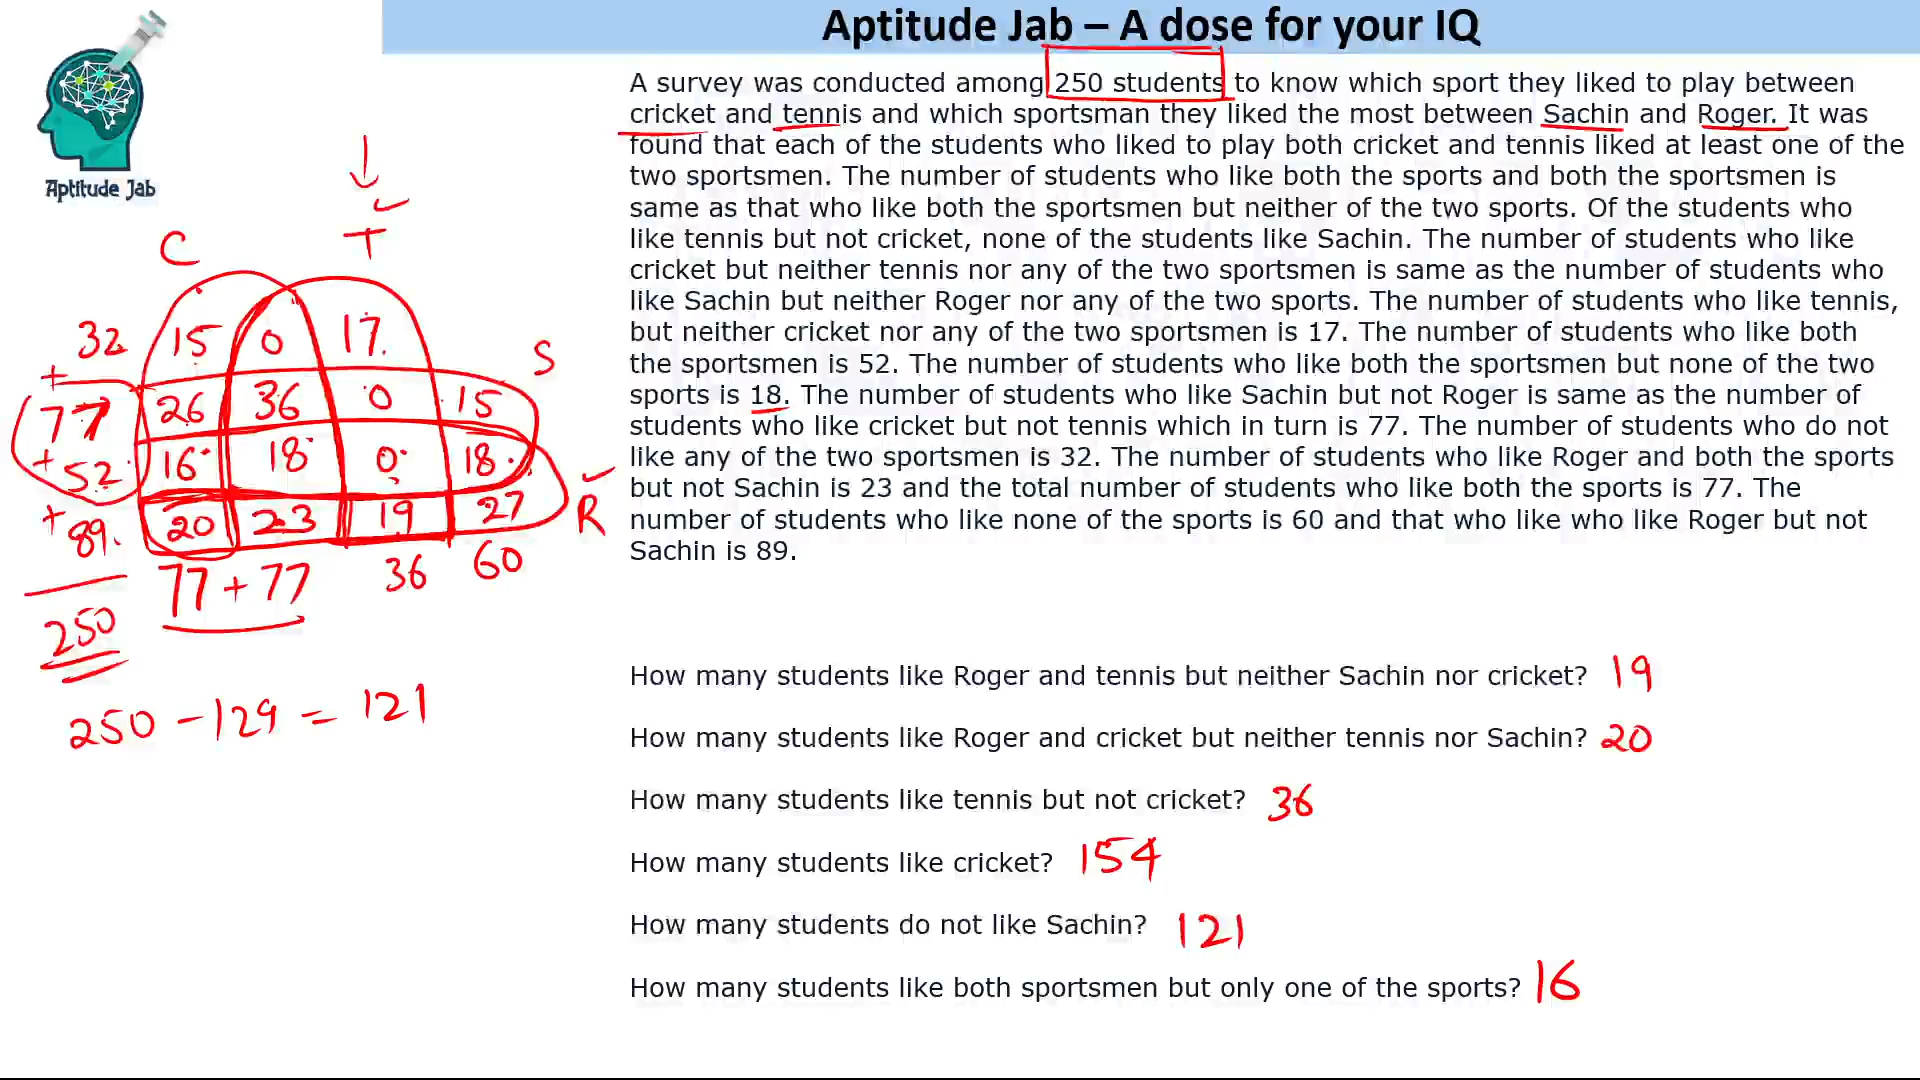 Aptitude Jab – A dose for your IQ
Aptitude Jab
A survey was conducted among 250 students to know which sport they liked to play between
cricket and tennis and which sportsman they liked the most between Sachin and Roger. It was
found that each of the students who liked to play both cricket and tennis liked at least one of the
two sportsmen. The number of students who like both the sports and both the sportsmen is
same as that who like both the sportsmen but neither of the two sports. Of the students who
like tennis but not cricket, none of the students like Sachin. The number of students who like
cricket but neither tennis nor any of the two sportsmen is same as the number of students who
like Sachin but neither Roger nor any of the two sports. The number of students who like tennis,
but neither cricket nor any of the two sportsmen is 17. The number of students who like both
the sportsmen is 52. The number of students who like both the sportsmen but none of the two
sports is 18. The number of students who like Sachin but not Roger is same as the number of
students who like cricket but not tennis which in turn is 77. The number of students who do not
like any of the two sportsmen is 32. The number of students who like Roger and both the sports
but not Sachin is 23 and the total number of students who like both the sports is 77. The
number of students who like none of the sports is 60 and that who like who like Roger but not
Sachin is 89.
C T
32 15 0 17 S
+
77 26 36 0 15
+ 52 16 18 0 18
+ 89 20 23 19 27 R
77 + 77 36 60
250
250 - 129 = 121
How many students like Roger and tennis but neither Sachin nor cricket? 19
How many students like Roger and cricket but neither tennis nor Sachin? 20
How many students like tennis but not cricket? 36
How many students like cricket? 154
How many students do not like Sachin? 121
How many students like both sportsmen but only one of the sports? 16